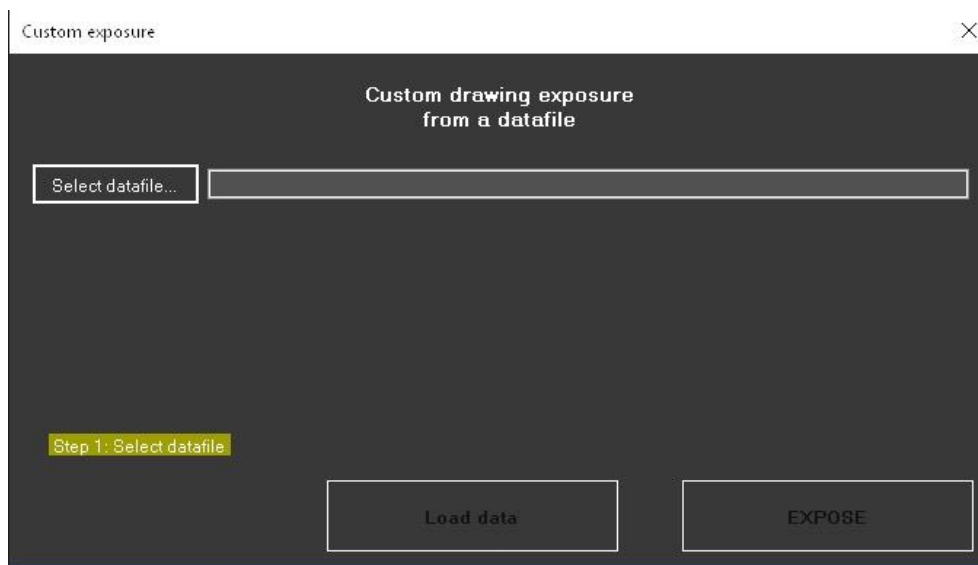 Custom exposure
Custom drawing exposure
from a datafile
Select datafile...
Step 1: Select datafile
Load data
EXPOSE